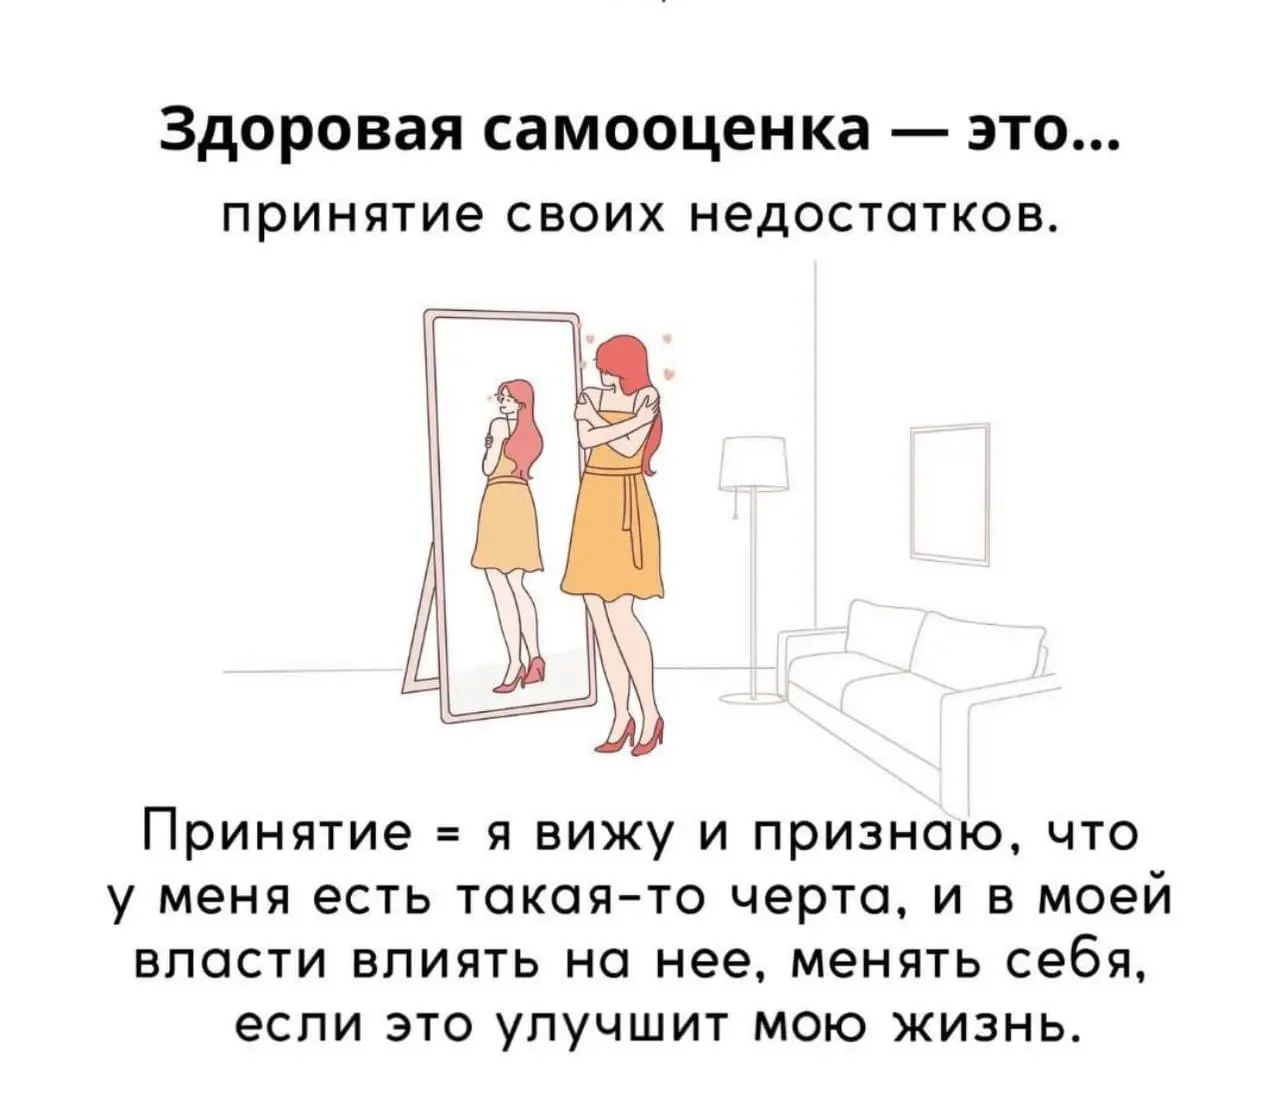 Здоровая самооценка — это...
принятие своих недостатков.
Принятие = я вижу и признаю, что
у меня есть такая-то черта, и в моей
власти влиять на нее, менять себя,
если это улучшит мою жизнь.